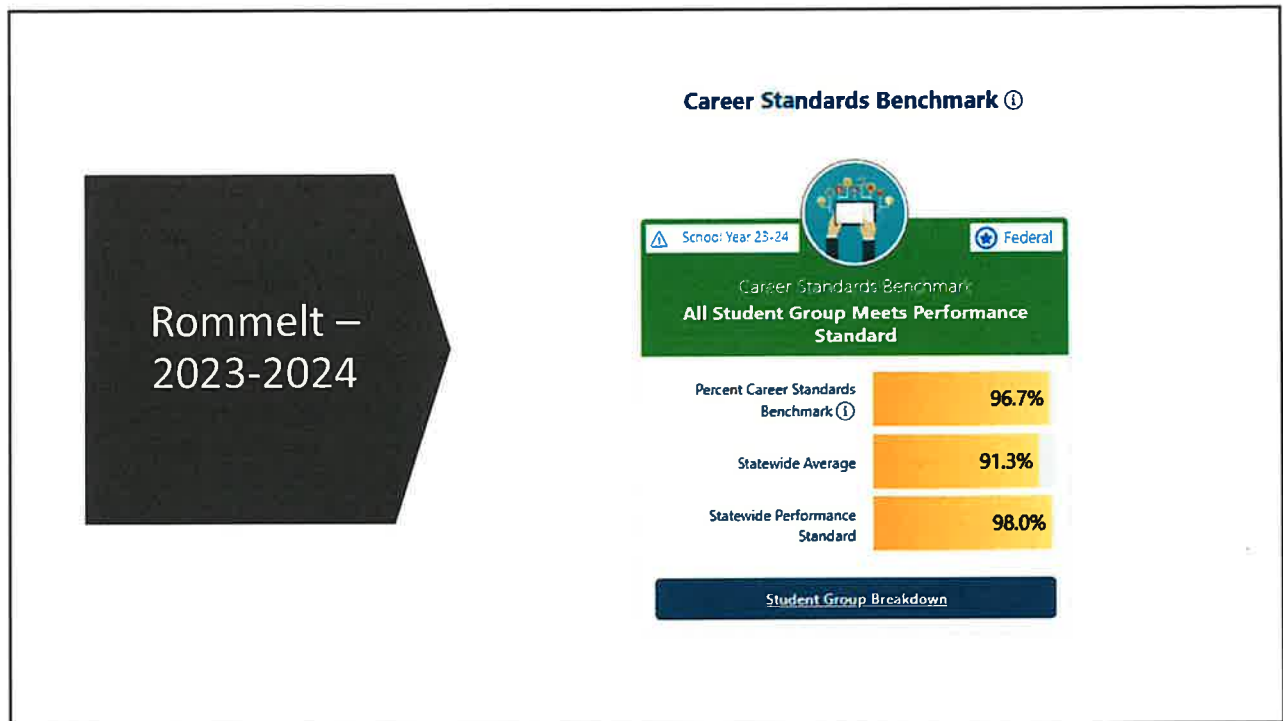 Career Standards Benchmark ⓘ
Rommelt –
2023-2024
School Year 23-24
Federal
Career Standards Benchmark
All Student Group Meets Performance
Standard
Percent Career Standards
Benchmark ⓘ
96.7%
Statewide Average
91.3%
Statewide Performance
Standard
98.0%
Student Group Breakdown